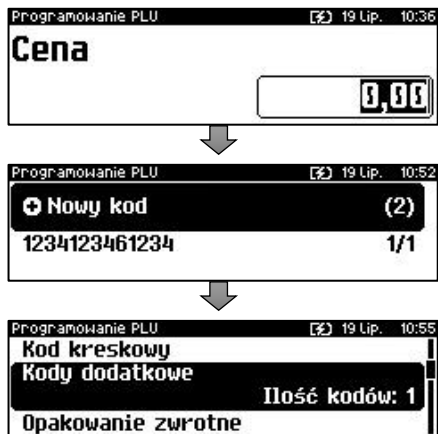 Programowanie PLU 19 Lip. 10:36
Cena
0,00
Programowanie PLU 19 Lip. 10:52
Nowy kod (2)
1234123461234 1/1
Programowanie PLU 19 Lip. 10:55
Kod kreskowy
Kody dodatkowe
Ilość kodów: 1
Opakowanie zwrotne